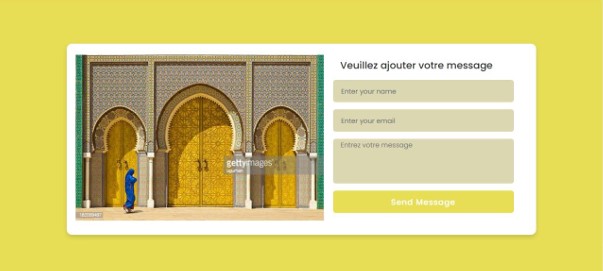 Veuillez ajouter votre message
Enter your name
Enter your email
Entrez votre message
gettyimages
Send Message